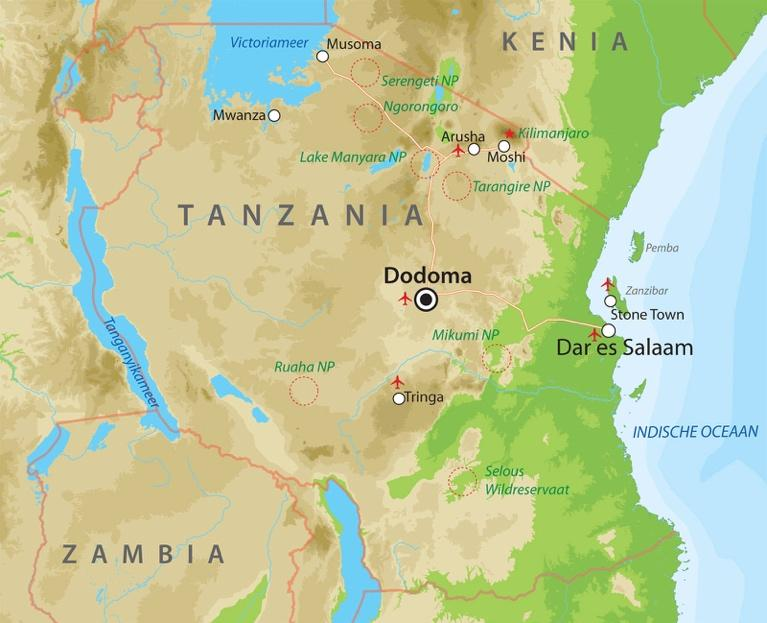 KENIA
Victoriameer
Musoma
Serengeti NP
Ngorongoro
Mwanza
Kilimanjaro
Arusha
Lake Manyara NP
Moshi
Tarangire NP
TANZANIA
Pemba
Dodoma
Zanzibar
Stone Town
Mikumi NP
Dar es Salaam
Tanganyikameer
Ruaha NP
Tringa
INDISCHE OCEAAN
Selous
Wildreservaat
ZAMBIA